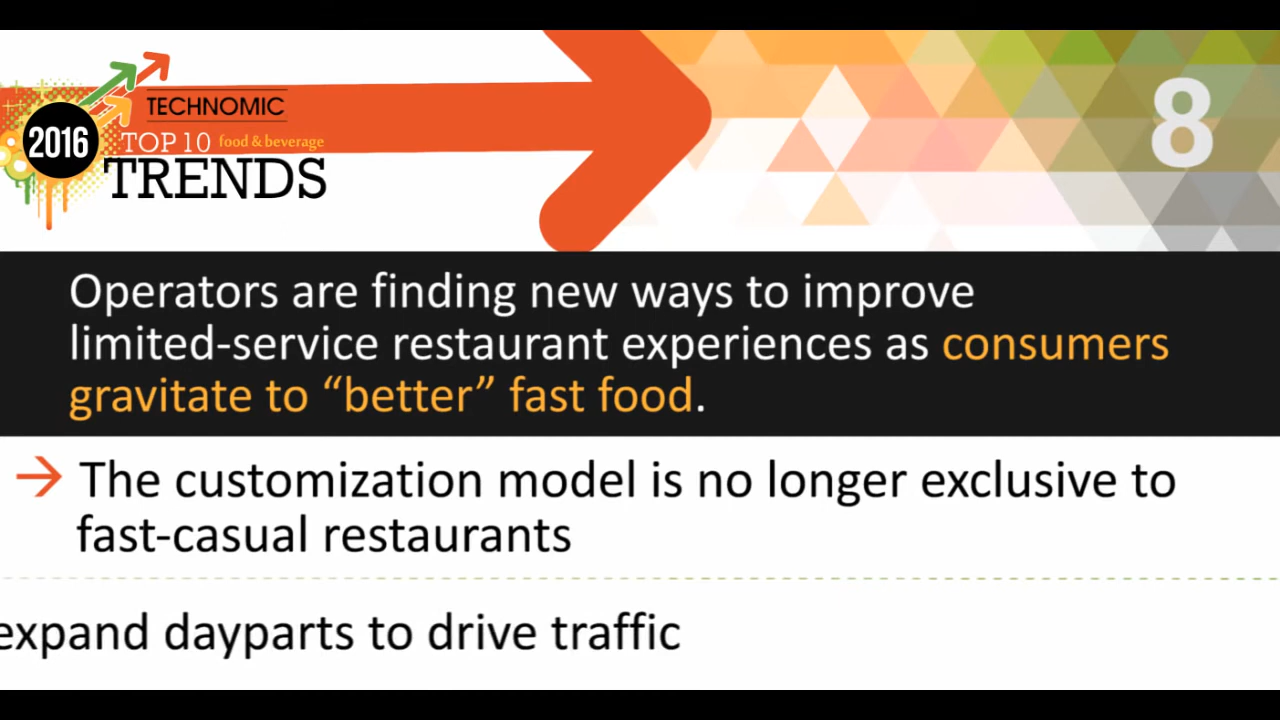 2016
TECHNOMIC
TOP 10 food & beverage
TRENDS
8
Operators are finding new ways to improve
limited-service restaurant experiences as consumers
gravitate to “better” fast food.
→ The customization model is no longer exclusive to
fast-casual restaurants
expand dayparts to drive traffic